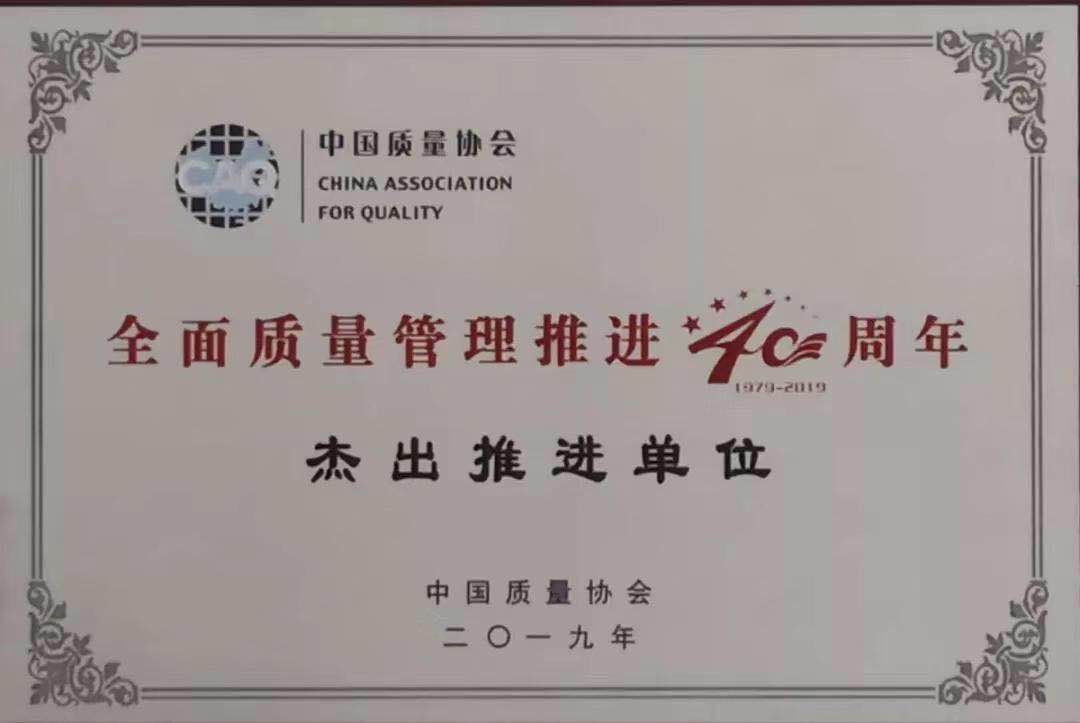 CAQ
中国质量协会
CHINA ASSOCIATION
FOR QUALITY
全面质量管理推进40周年
1979-2019
杰出推进单位
中国质量协会
二〇一九年